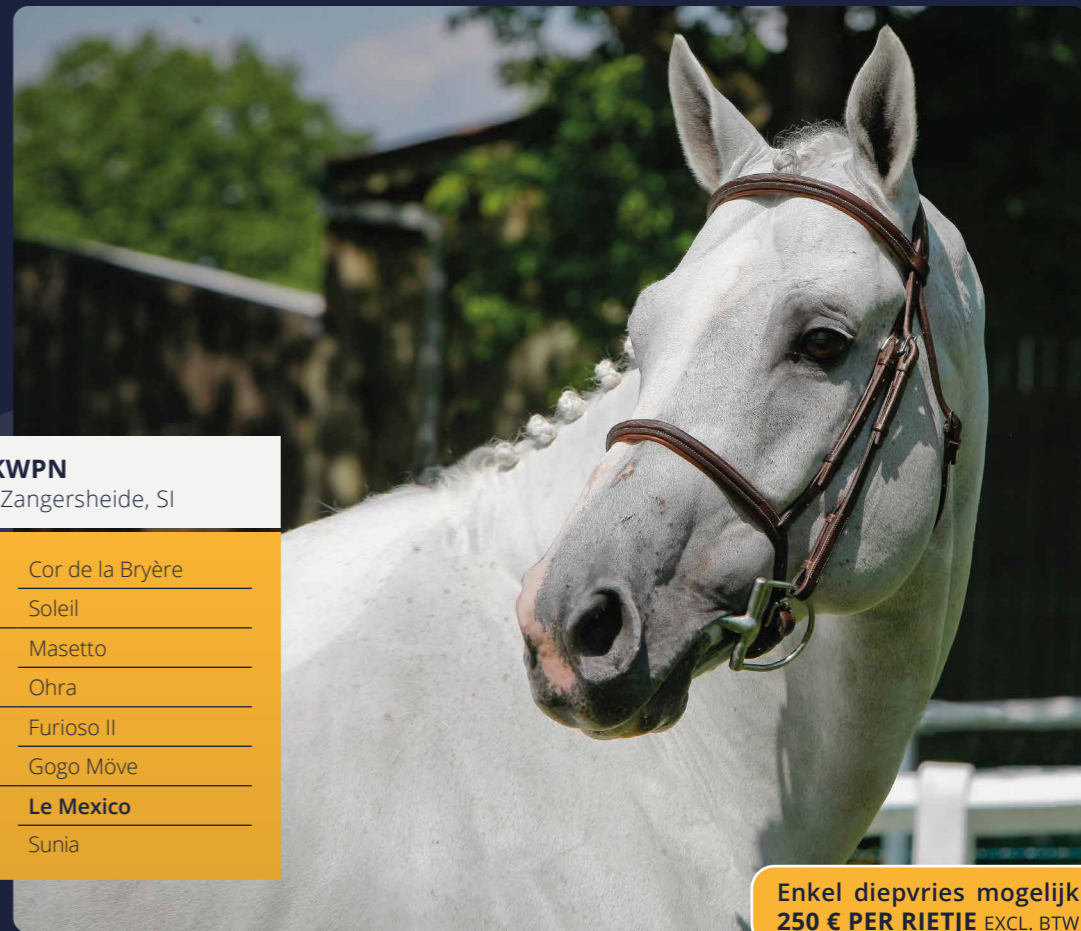 KWPN
Zangersheide, SI
Cor de la Bryère
Soleil
Masetto
Ohra
Furioso II
Gogo Möve
Le Mexico
Sunia
Enkel diepvries mogelijk
250 € PER RIETJE EXCL. BTW